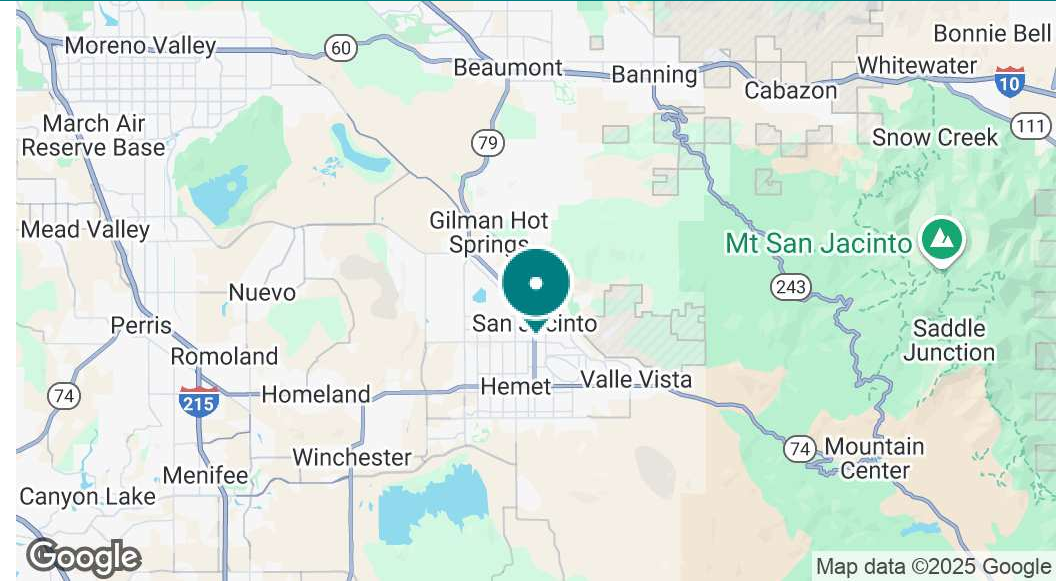 Bonnie Bell
Moreno Valley
60
Beaumont
Banning
Whitewater
10
Cabazon
March Air
Reserve Base
111
Snow Creek
79
Mead Valley
Gilman Hot
Springs
Mt San Jacinto
243
Nuevo
San Jacinto
Perris
Saddle
Junction
Romoland
Hemet
Valle Vista
Homeland
74
215
Winchester
74
Mountain
Center
Menifee
Canyon Lake
Google
Map data ©2025 Google